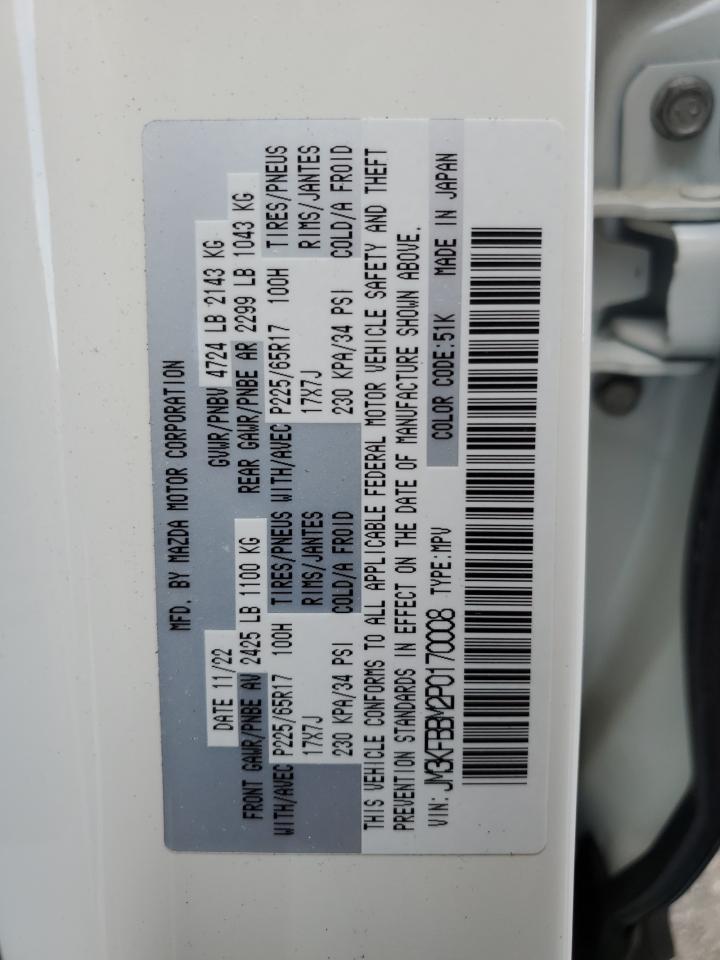 MFD. BY MAZDA MOTOR CORPORATION
DATE 11/22 GVWR/PNBV 4724 LB 2143 KG
FRONT GAWR/PNBE AV 2425 LB 1100 KG REAR GAWR/PNBE AR 2299 LB 1043 KG
WITH/AVEC P225/65R17 100H TIRES/PNEUS WITH/AVEC P225/65R17 100H TIRES/PNEUS
17X7J RIMS/JANTES 17X7J RIMS/JANTES
230 KPA/34 PSI COLD/A FROID 230 KPA/34 PSI COLD/A FROID
THIS VEHICLE CONFORMS TO ALL APPLICABLE FEDERAL MOTOR VEHICLE SAFETY AND THEFT
PREVENTION STANDARDS IN EFFECT ON THE DATE OF MANUFACTURE SHOWN ABOVE.
VIN: JM3KFBBM2P0170008 TYPE:MPV COLOR CODE:51K MADE IN JAPAN